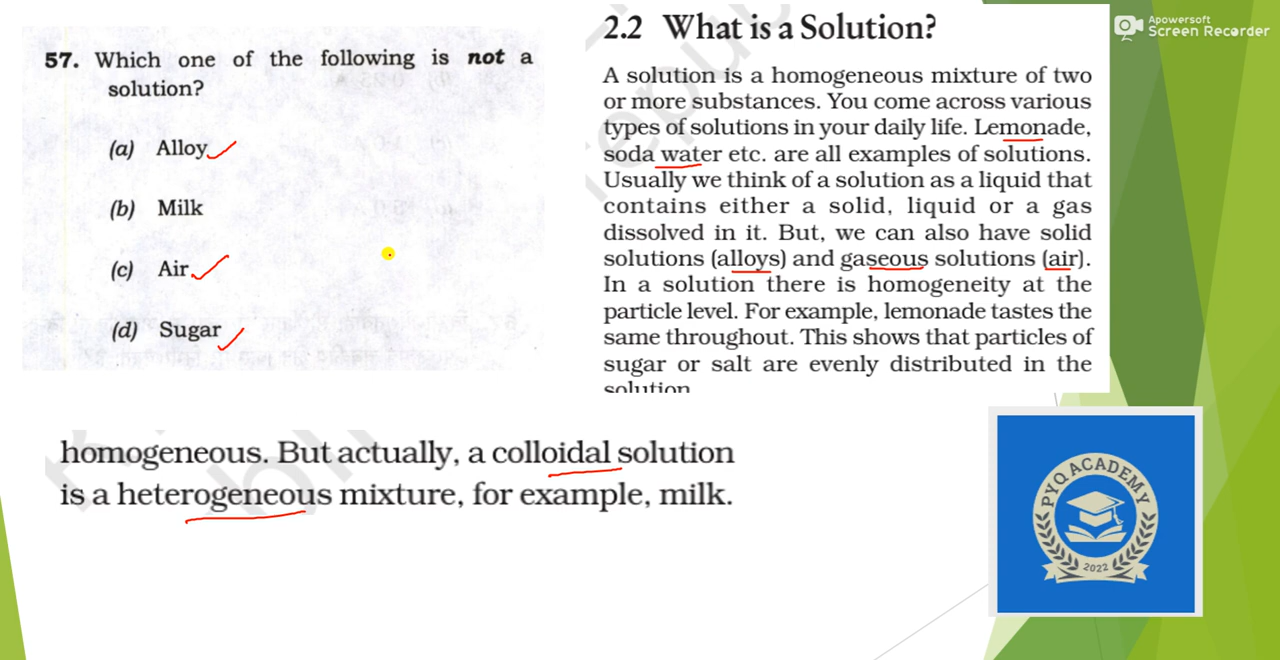 57. Which one of the following is not a
solution?
(a) Alloy
(b) Milk
(c) Air
(d) Sugar
2.2 What is a Solution?
A solution is a homogeneous mixture of two
or more substances. You come across various
types of solutions in your daily life. Lemonade,
soda water etc. are all examples of solutions.
Usually we think of a solution as a liquid that
contains either a solid, liquid or a gas
dissolved in it. But, we can also have solid
solutions (alloys) and gaseous solutions (air).
In a solution there is homogeneity at the
particle level. For example, lemonade tastes the
same throughout. This shows that particles of
sugar or salt are evenly distributed in the
solution
homogeneous. But actually, a colloidal solution
is a heterogeneous mixture, for example, milk.
Apowersoft
Screen Recorder
PYQ ACADEMY
2022